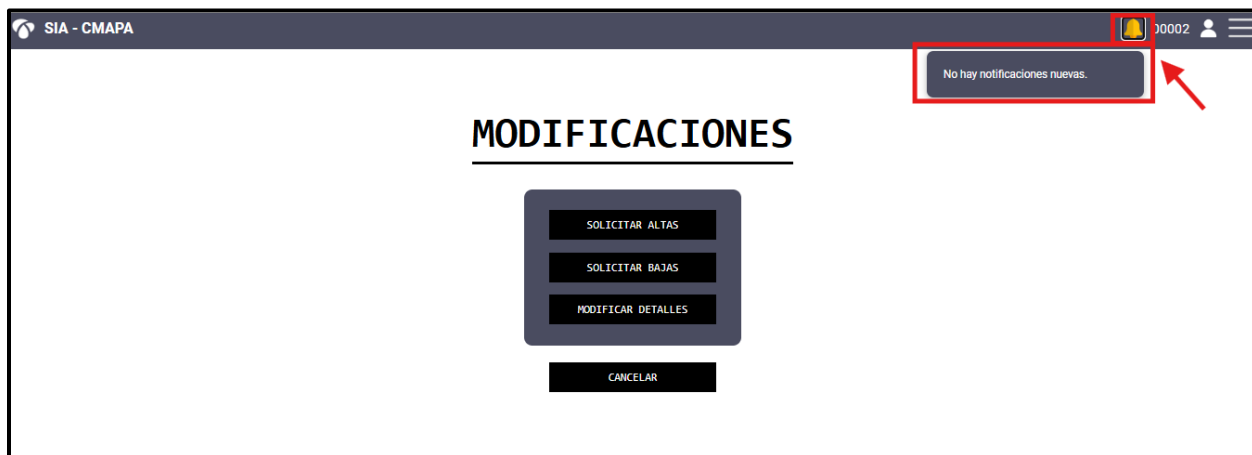 SIA - CMAPA
00002
No hay notificaciones nuevas.
MODIFICACIONES
SOLICITAR ALTAS
SOLICITAR BAJAS
MODIFICAR DETALLES
CANCELAR